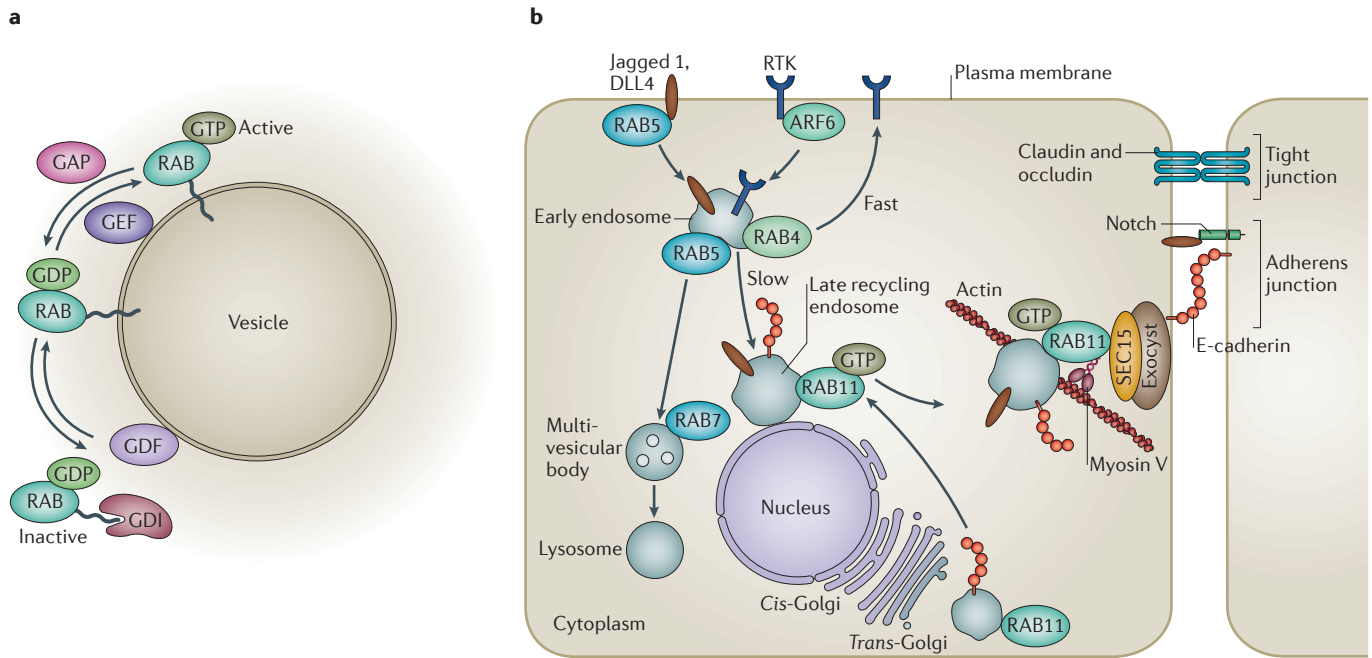 a
GTP
Active
GAP
RAB
GEF
GDP
RAB
Vesicle
GDF
GDP
RAB
GDI
Inactive
b
Jagged 1,
DLL4
RTK
Plasma membrane
RAB5
ARF6
Claudin and
occludin
Tight
junction
Early endosome
Fast
RAB5
RAB4
Notch
Adherens
junction
Slow
Late recycling
endosome
Actin
GTP
RAB11
SEC15
Exocyst
E-cadherin
GTP
RAB11
Multi-
vesicular
body
RAB7
Myosin V
Nucleus
Lysosome
Cis-Golgi
Trans-Golgi
RAB11
Cytoplasm